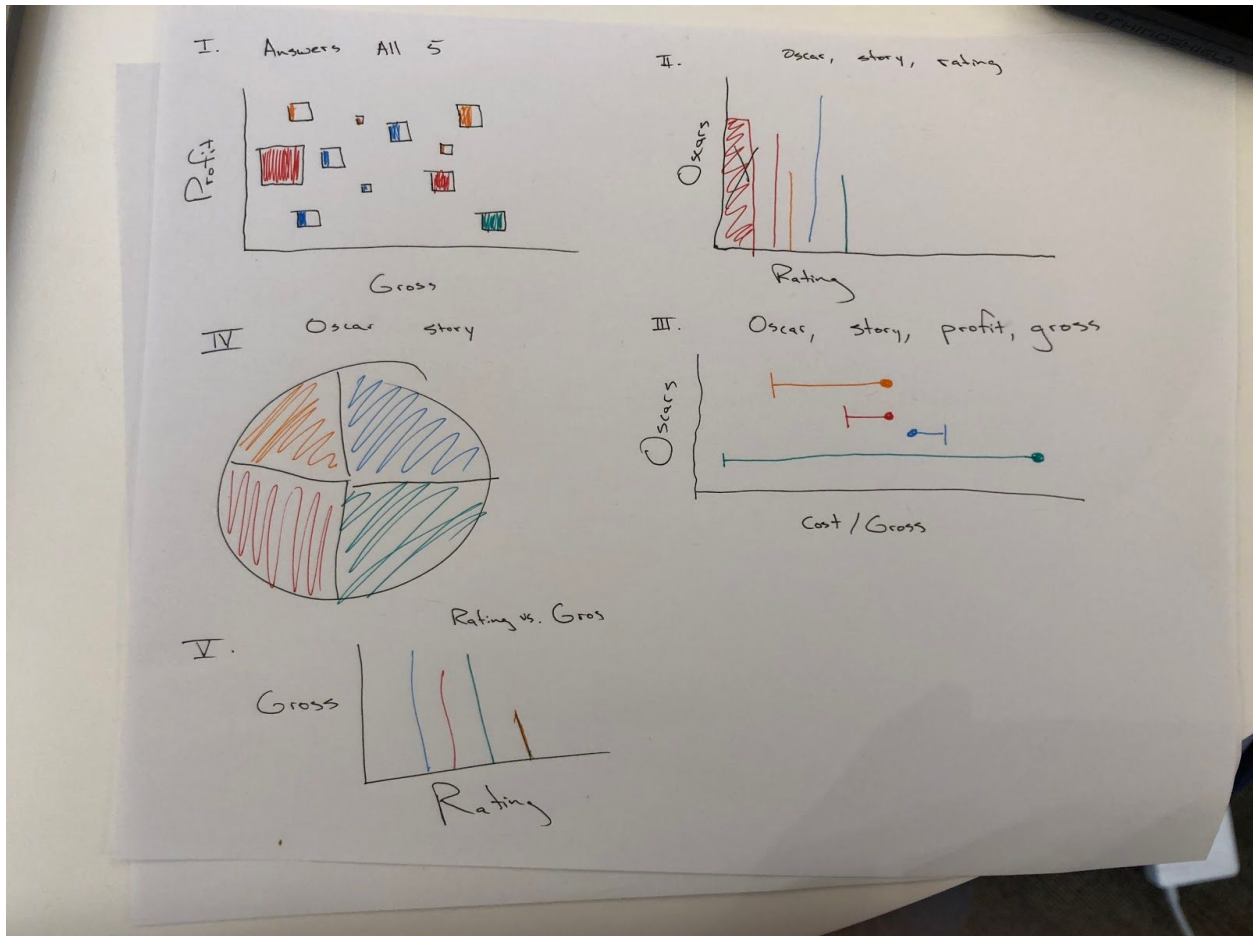 I. Answers All 5
Profit
Gross
II. Oscar, story, rating
Oscars
Rating
IV Oscar story
III. Oscar, story, profit, gross
Oscars
Cost / Gross
V. Rating vs. Gros
Gross
Rating